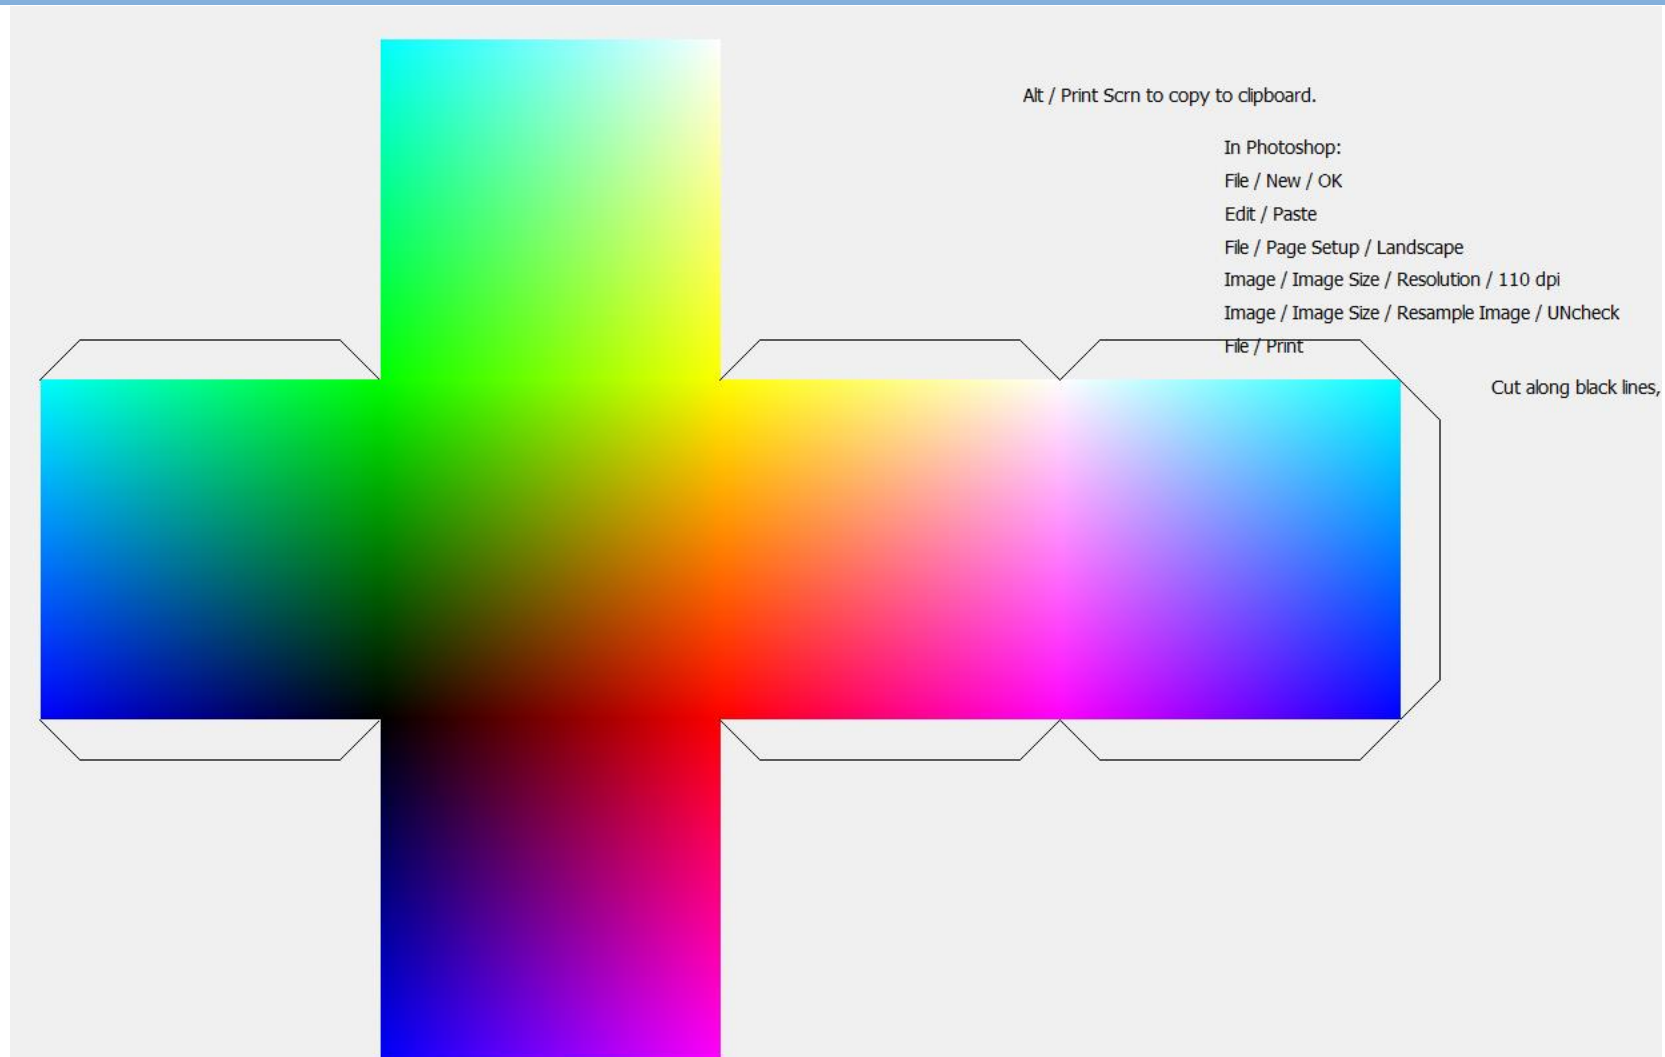 Alt / Print Scrn to copy to clipboard.
In Photoshop:
File / New / OK
Edit / Paste
File / Page Setup / Landscape
Image / Image Size / Resolution / 110 dpi
Image / Image Size / Resample Image / UNcheck
File / Print
Cut along black lines,